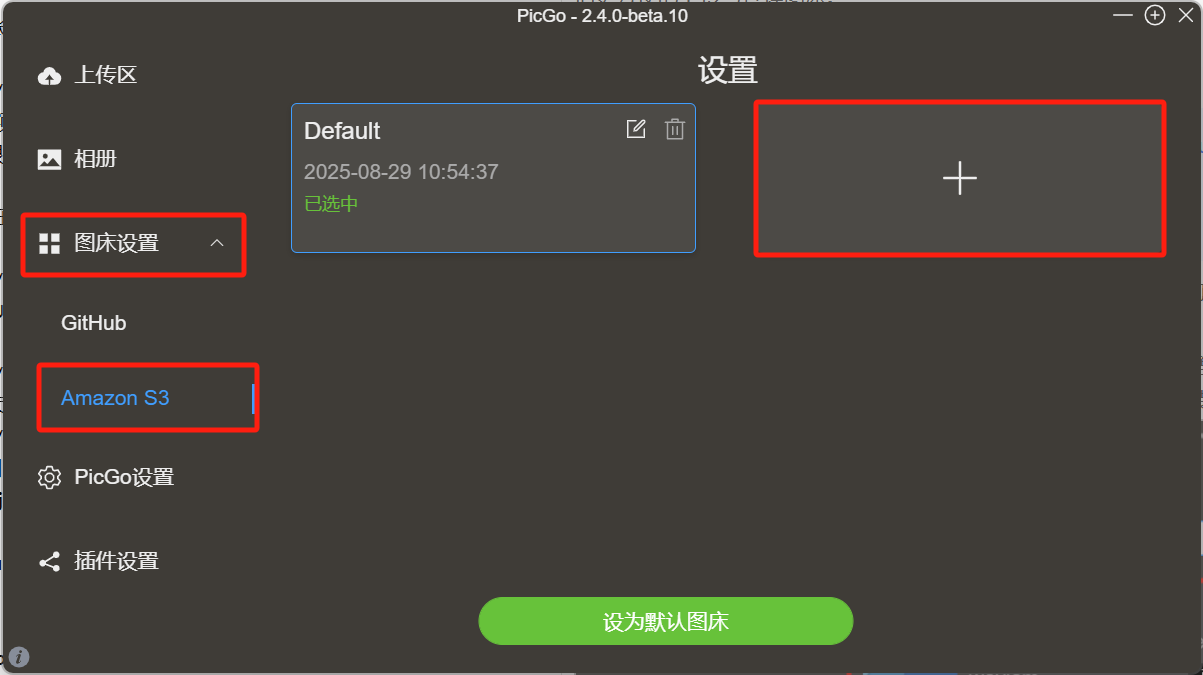 PicGo - 2.4.0-beta.10
上传区
相册
图床设置
GitHub
Amazon S3
PicGo设置
插件设置
设置
Default
2025-08-29 10:54:37
已选中
设为默认图床